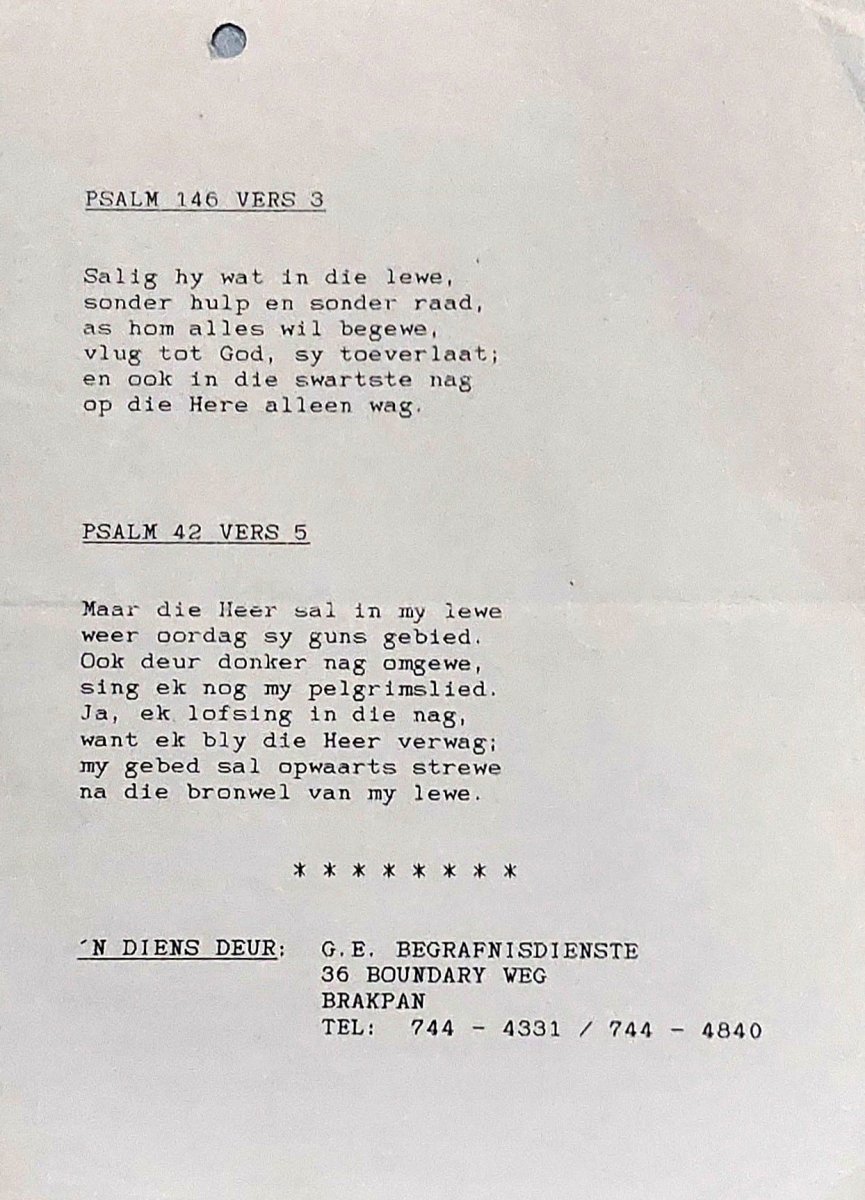 PSALM 146 VERS 3
Salig hy wat in die lewe,
sonder hulp en sonder raad,
as hom alles wil begewe,
vlug tot God, sy toeverlaat;
en ook in die swartste nag
op die Here alleen wag.
PSALM 42 VERS 5
Maar die Heer sal in my lewe
weer oordag sy guns gebied.
Ook deur donker nag omgewe,
sing ek nog my pelgrimslied.
Ja, ek lofsing in die nag,
want ek bly die Heer verwag;
my gebed sal opwaarts strewe
na die bronwel van my lewe.
* * * * * * * *
´N DIENS DEUR: G.E. BEGRAFNISDIENSTE
36 BOUNDARY WEG
BRAKPAN
TEL: 744 - 4331 / 744 - 4840